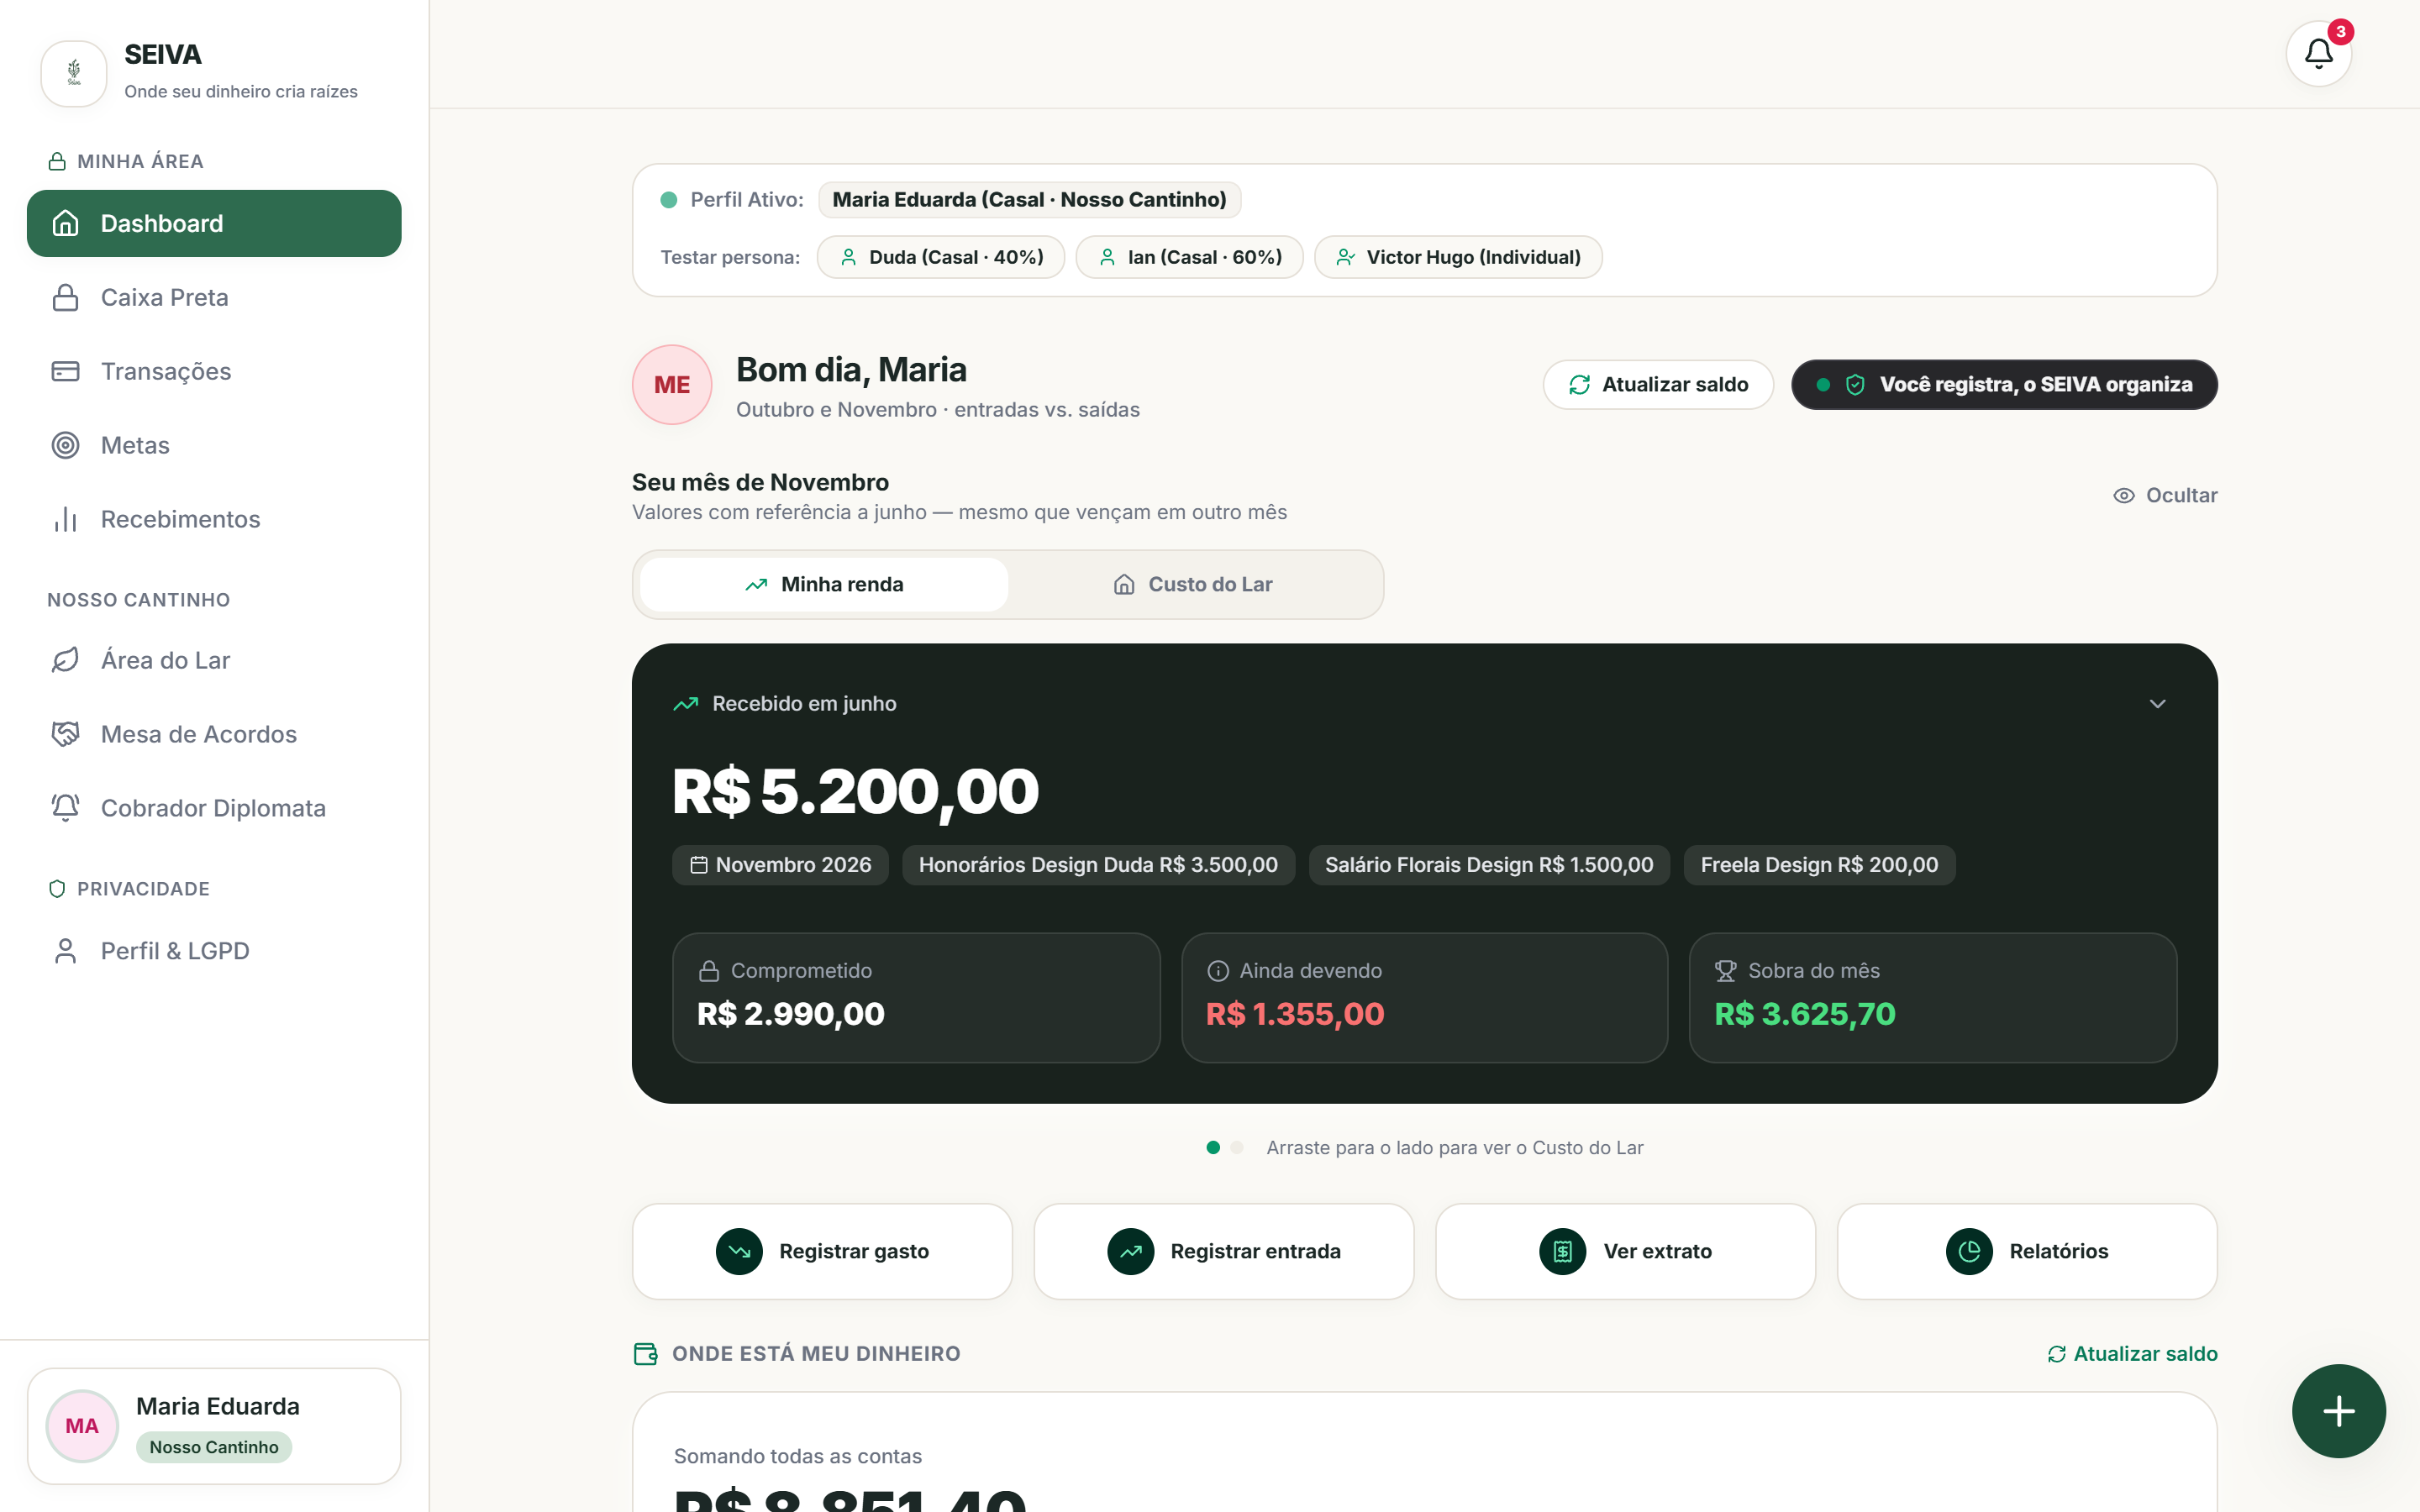 SEIVA
Onde seu dinheiro cria raízes
MINHA ÁREA
Dashboard
Caixa Preta
Transações
Metas
Recebimentos
NOSSO CANTINHO
Área do Lar
Mesa de Acordos
Cobrador Diplomata
PRIVACIDADE
Perfil & LGPD
MA
Maria Eduarda
Nosso Cantinho
3
Perfil Ativo: Maria Eduarda (Casal · Nosso Cantinho)
Testar persona: Duda (Casal · 40%) Ian (Casal · 60%) Victor Hugo (Individual)
ME
Bom dia, Maria
Outubro e Novembro · entradas vs. saídas
Atualizar saldo
Você registra, o SEIVA organiza
Seu mês de Novembro
Valores com referência a junho — mesmo que vençam em outro mês
Ocultar
Minha renda Custo do Lar
Recebido em junho
R$ 5.200,00
Novembro 2026 Honorários Design Duda R$ 3.500,00 Salário Florais Design R$ 1.500,00 Freela Design R$ 200,00
Comprometido
R$ 2.990,00
Ainda devendo
R$ 1.355,00
Sobra do mês
R$ 3.625,70
Arraste para o lado para ver o Custo do Lar
Registrar gasto Registrar entrada Ver extrato Relatórios
ONDE ESTÁ MEU DINHEIRO
Atualizar saldo
Somando todas as contas
R$ 8.851,40